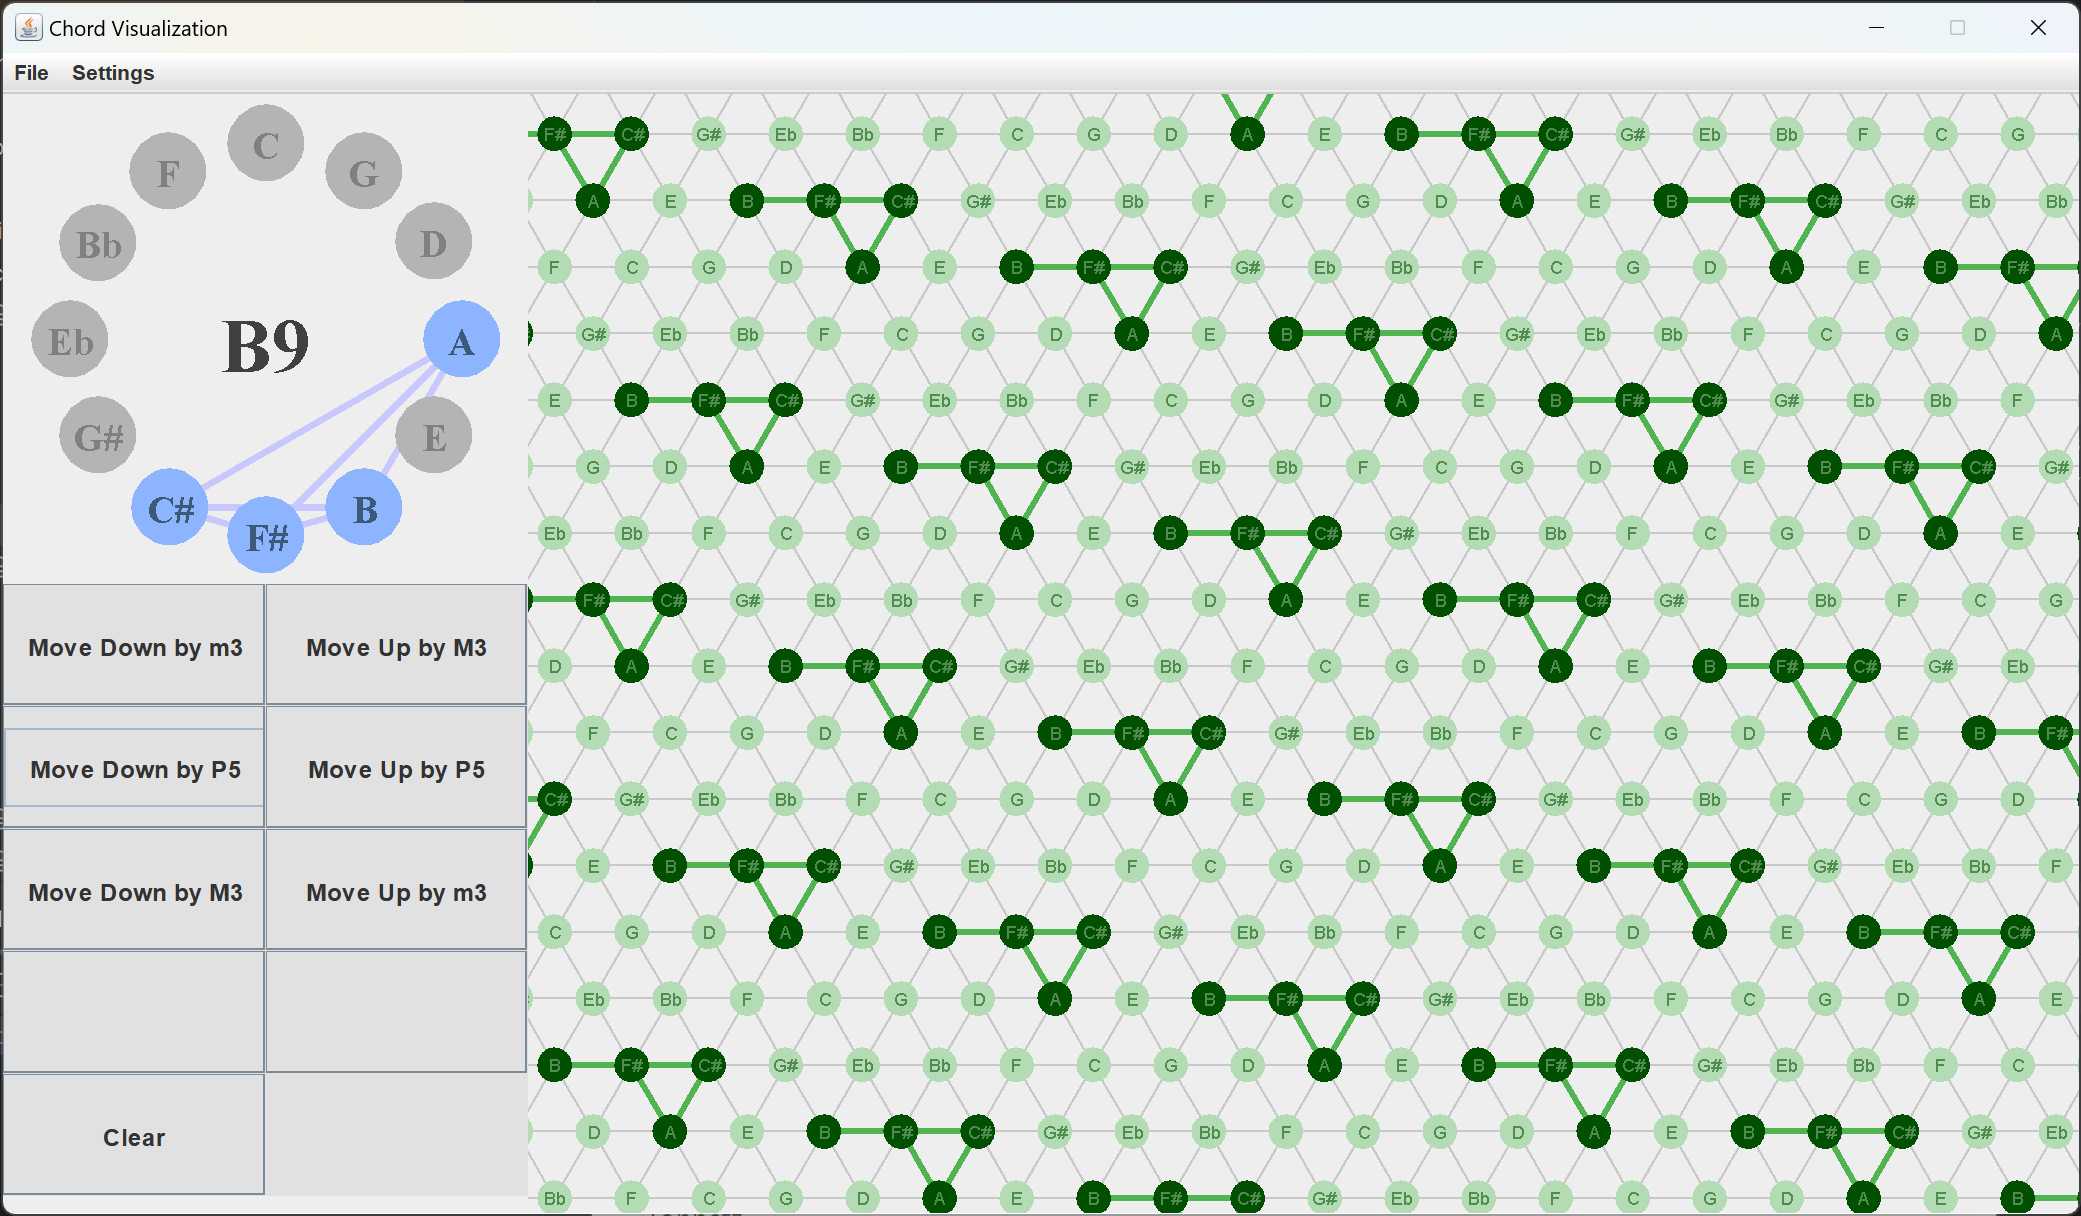 Chord Visualization
File Settings
C
F G
Bb D
Eb B9 A
G# E
C# B
F#
Move Down by m3 Move Up by M3
Move Down by P5 Move Up by P5
Move Down by M3 Move Up by m3
Clear
F# C# G# Eb Bb F C G D A E B F# C# G# Eb Bb F C G
A E B F# C# G# Eb Bb F C G D A E B F# C# G# Eb Bb
F C G D A E B F# C# G# Eb Bb F C G D A E B F#
G# Eb Bb F C G D A E B F# C# G# Eb Bb F C G D A
E B F# C# G# Eb Bb F C G D A E B F# C# G# Eb Bb F
G D A E B F# C# G# Eb Bb F C G D A E B F# C# G#
Eb Bb F C G D A E B F# C# G# Eb Bb F C G D A E
F# C# G# Eb Bb F C G D A E B F# C# G# Eb Bb F C G
D A E B F# C# G# Eb Bb F C G D A E B F# C# G# Eb
F C G D A E B F# C# G# Eb Bb F C G D A E B F#
C# G# Eb Bb F C G D A E B F# C# G# Eb Bb F C G D
E B F# C# G# Eb Bb F C G D A E B F# C# G# Eb Bb F
C G D A E B F# C# G# Eb Bb F C G D A E B F# C#
Eb Bb F C G D A E B F# C# G# Eb Bb F C G D A E
B F# C# G# Eb Bb F C G D A E B F# C# G# Eb Bb F C
D A E B F# C# G# Eb Bb F C G D A E B F# C# G# Eb
Bb F C G D A E B F# C# G# Eb Bb F C G D A E B